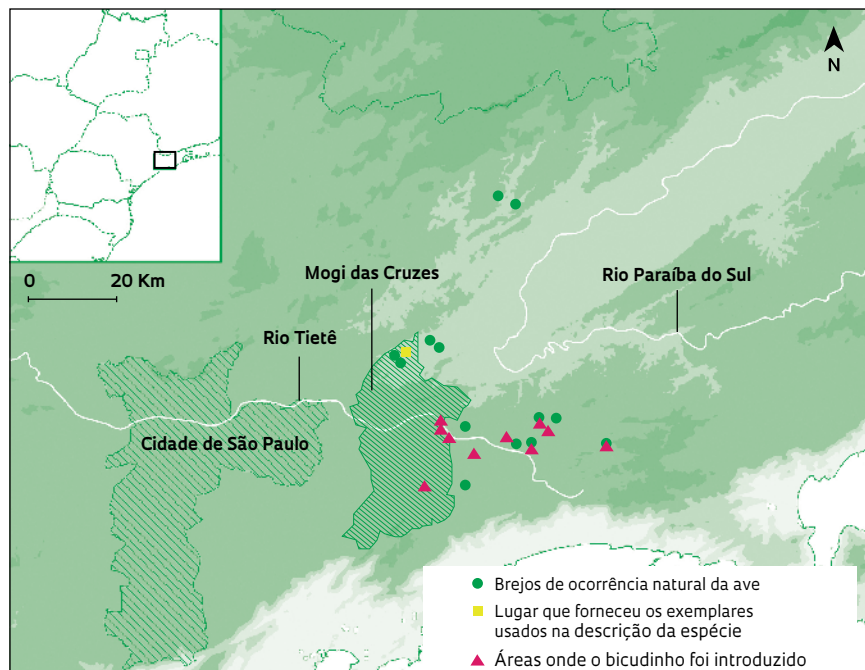 N
0 20 Km
Mogi das Cruzes
Rio Paraíba do Sul
Rio Tietê
Cidade de São Paulo
Brejos de ocorrência natural da ave
Lugar que forneceu os exemplares
usados na descrição da espécie
Áreas onde o bicudinho foi introduzido